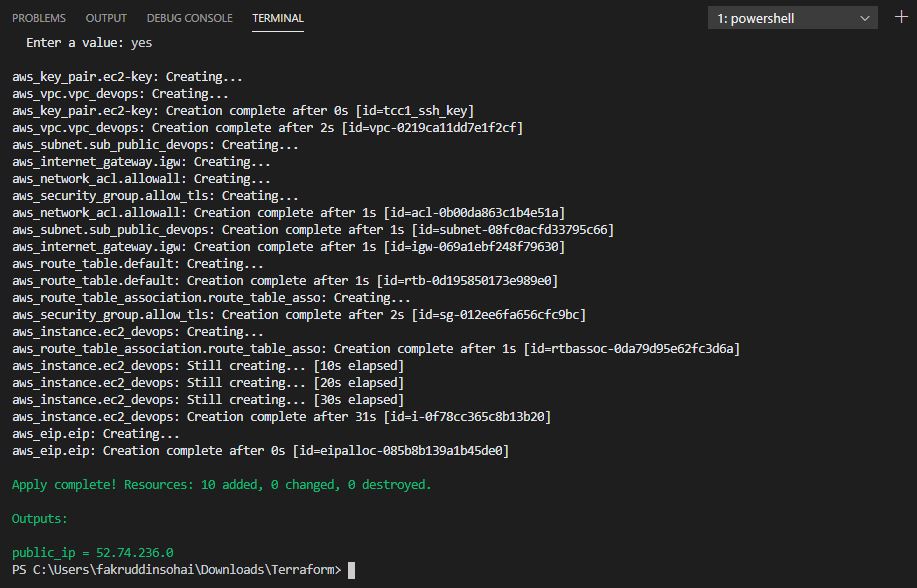 PROBLEMS OUTPUT DEBUG CONSOLE TERMINAL 1: powershell
Enter a value: yes
aws_key_pair.ec2-key: Creating...
aws_vpc.vpc_devops: Creating...
aws_key_pair.ec2-key: Creation complete after 0s [id=tcc1_ssh_key]
aws_vpc.vpc_devops: Creation complete after 2s [id=vpc-0219ca11dd7e1f2cf]
aws_subnet.sub_public_devops: Creating...
aws_internet_gateway.igw: Creating...
aws_network_acl.allowall: Creating...
aws_security_group.allow_tls: Creating...
aws_network_acl.allowall: Creation complete after 1s [id=acl-0b00da863c1b4e51a]
aws_subnet.sub_public_devops: Creation complete after 1s [id=subnet-08fc0acfd33795c66]
aws_internet_gateway.igw: Creation complete after 1s [id=igw-069a1ebf248f79630]
aws_route_table.default: Creating...
aws_route_table.default: Creation complete after 1s [id=rtb-0d195850173e989e0]
aws_route_table_association.route_table_asso: Creating...
aws_security_group.allow_tls: Creation complete after 2s [id=sg-012ee6fa656cfc9bc]
aws_instance.ec2_devops: Creating...
aws_route_table_association.route_table_asso: Creation complete after 1s [id=rtbassoc-0da79d95e62fc3d6a]
aws_instance.ec2_devops: Still creating... [10s elapsed]
aws_instance.ec2_devops: Still creating... [20s elapsed]
aws_instance.ec2_devops: Still creating... [30s elapsed]
aws_instance.ec2_devops: Creation complete after 31s [id=i-0f78cc365c8b13b20]
aws_eip.eip: Creating...
aws_eip.eip: Creation complete after 0s [id=eipalloc-085b8b139a1b45de0]
Apply complete! Resources: 10 added, 0 changed, 0 destroyed.
Outputs:
public_ip = 52.74.236.0
PS C:\Users\fakruddinsohai\Downloads\Terraform>